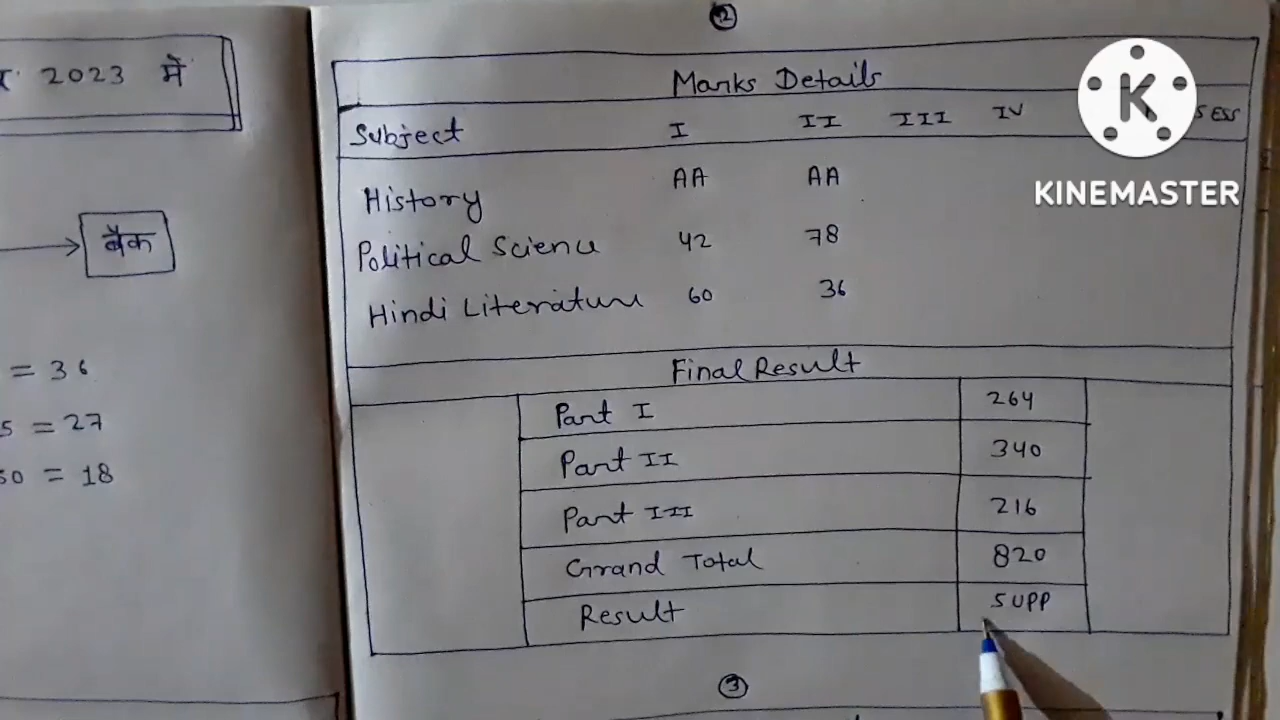 2023 में
बैंक
= 36
5 = 27
50 = 18
2
Marks Details
Subject I II III IV SESS
History AA AA
Political Science 42 78
Hindi Literature 60 36
Final Result
Part I 264
Part II 340
Part III 216
Grand Total 820
Result SUPP
3
K
KINEMASTER